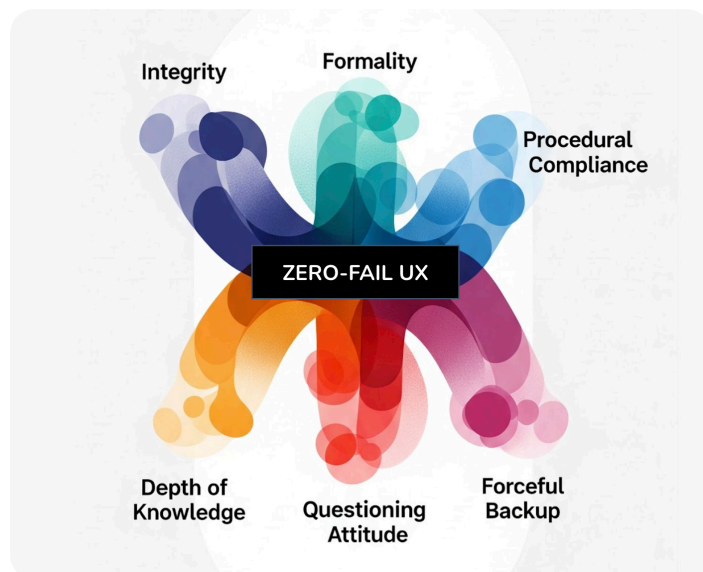 Integrity
Formality
Procedural
Compliance
ZERO-FAIL UX
Depth of
Knowledge
Questioning
Attitude
Forceful
Backup